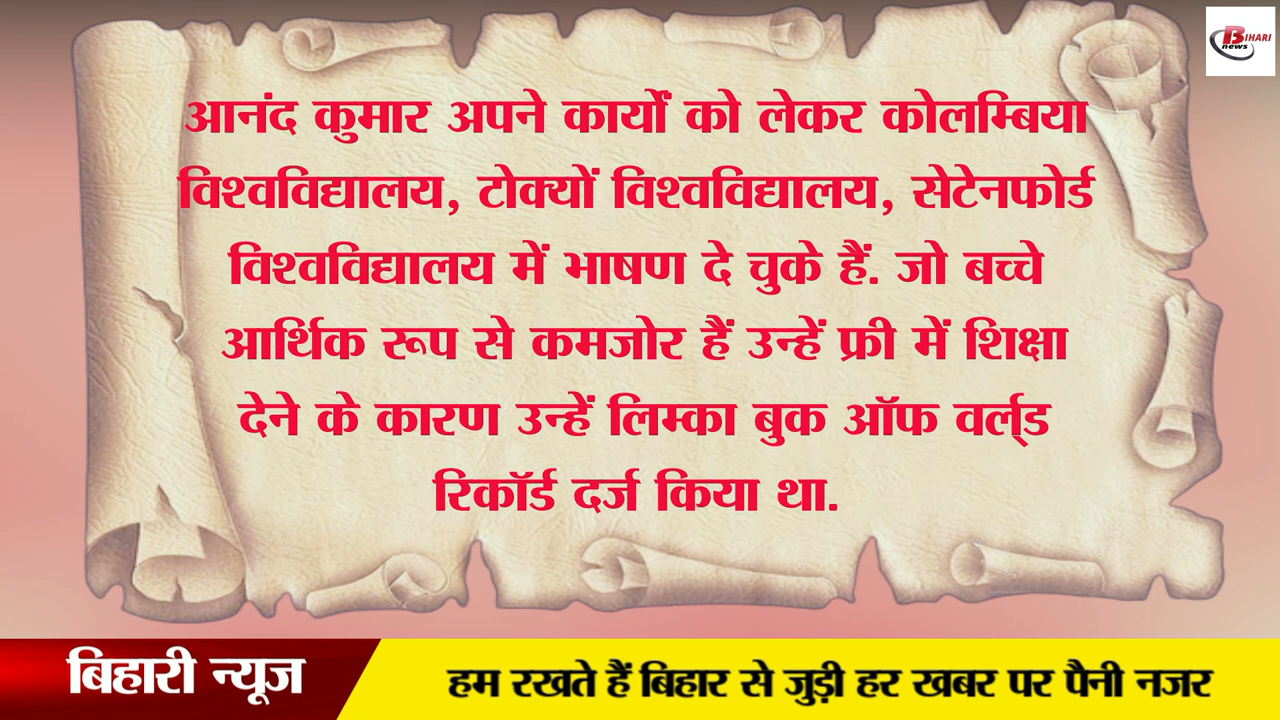 BIHARI
news
आनंद कुमार अपने कार्यों को लेकर कोलम्बिया
विश्वविद्यालय, टोक्यों विश्वविद्यालय, सेटेनफोर्ड
विश्वविद्यालय में भाषण दे चुके हैं. जो बच्चे
आर्थिक रूप से कमजोर हैं उन्हें फ्री में शिक्षा
देने के कारण उन्हें लिम्का बुक ऑफ वर्ल्ड
रिकॉर्ड दर्ज किया था.
बिहारी न्यूज
हम रखते हैं बिहार से जुड़ी हर खबर पर पैनी नजर